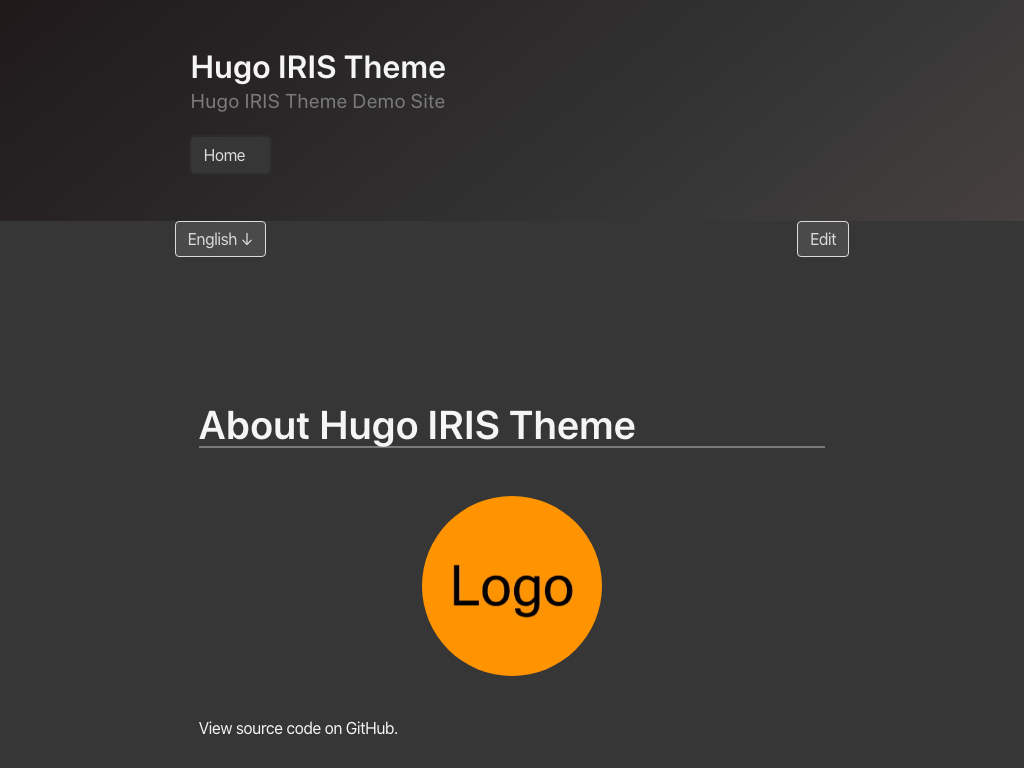 Hugo IRIS Theme
Hugo IRIS Theme Demo Site
Home
English ↓
Edit
About Hugo IRIS Theme
Logo
View source code on GitHub.